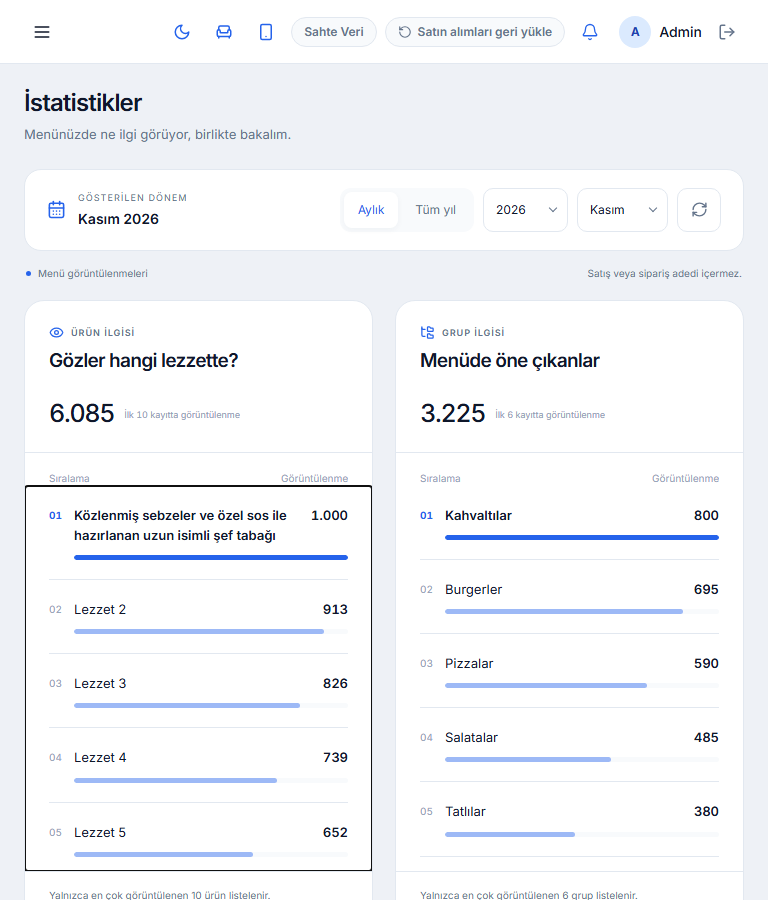 Sahte Veri
Satın alımları geri yükle
A
Admin
İstatistikler
Menünüzde ne ilgi görüyor, birlikte bakalım.
GÖSTERİLEN DÖNEM
Kasım 2026
Aylık
Tüm yıl
2026
Kasım
Menü görüntülenmeleri
Satış veya sipariş adedi içermez.
ÜRÜN İLGİSİ
Gözler hangi lezzette?
6.085 İlk 10 kayıtta görüntülenme
Sıralama Görüntülenme
01 Közlenmiş sebzeler ve özel sos ile 1.000
hazırlanan uzun isimli şef tabağı
02 Lezzet 2 913
03 Lezzet 3 826
04 Lezzet 4 739
05 Lezzet 5 652
Yalnızca en çok görüntülenen 10 ürün listelenir.
GRUP İLGİSİ
Menüde öne çıkanlar
3.225 İlk 6 kayıtta görüntülenme
Sıralama Görüntülenme
01 Kahvaltılar 800
02 Burgerler 695
03 Pizzalar 590
04 Salatalar 485
05 Tatlılar 380
Yalnızca en çok görüntülenen 6 grup listelenir.